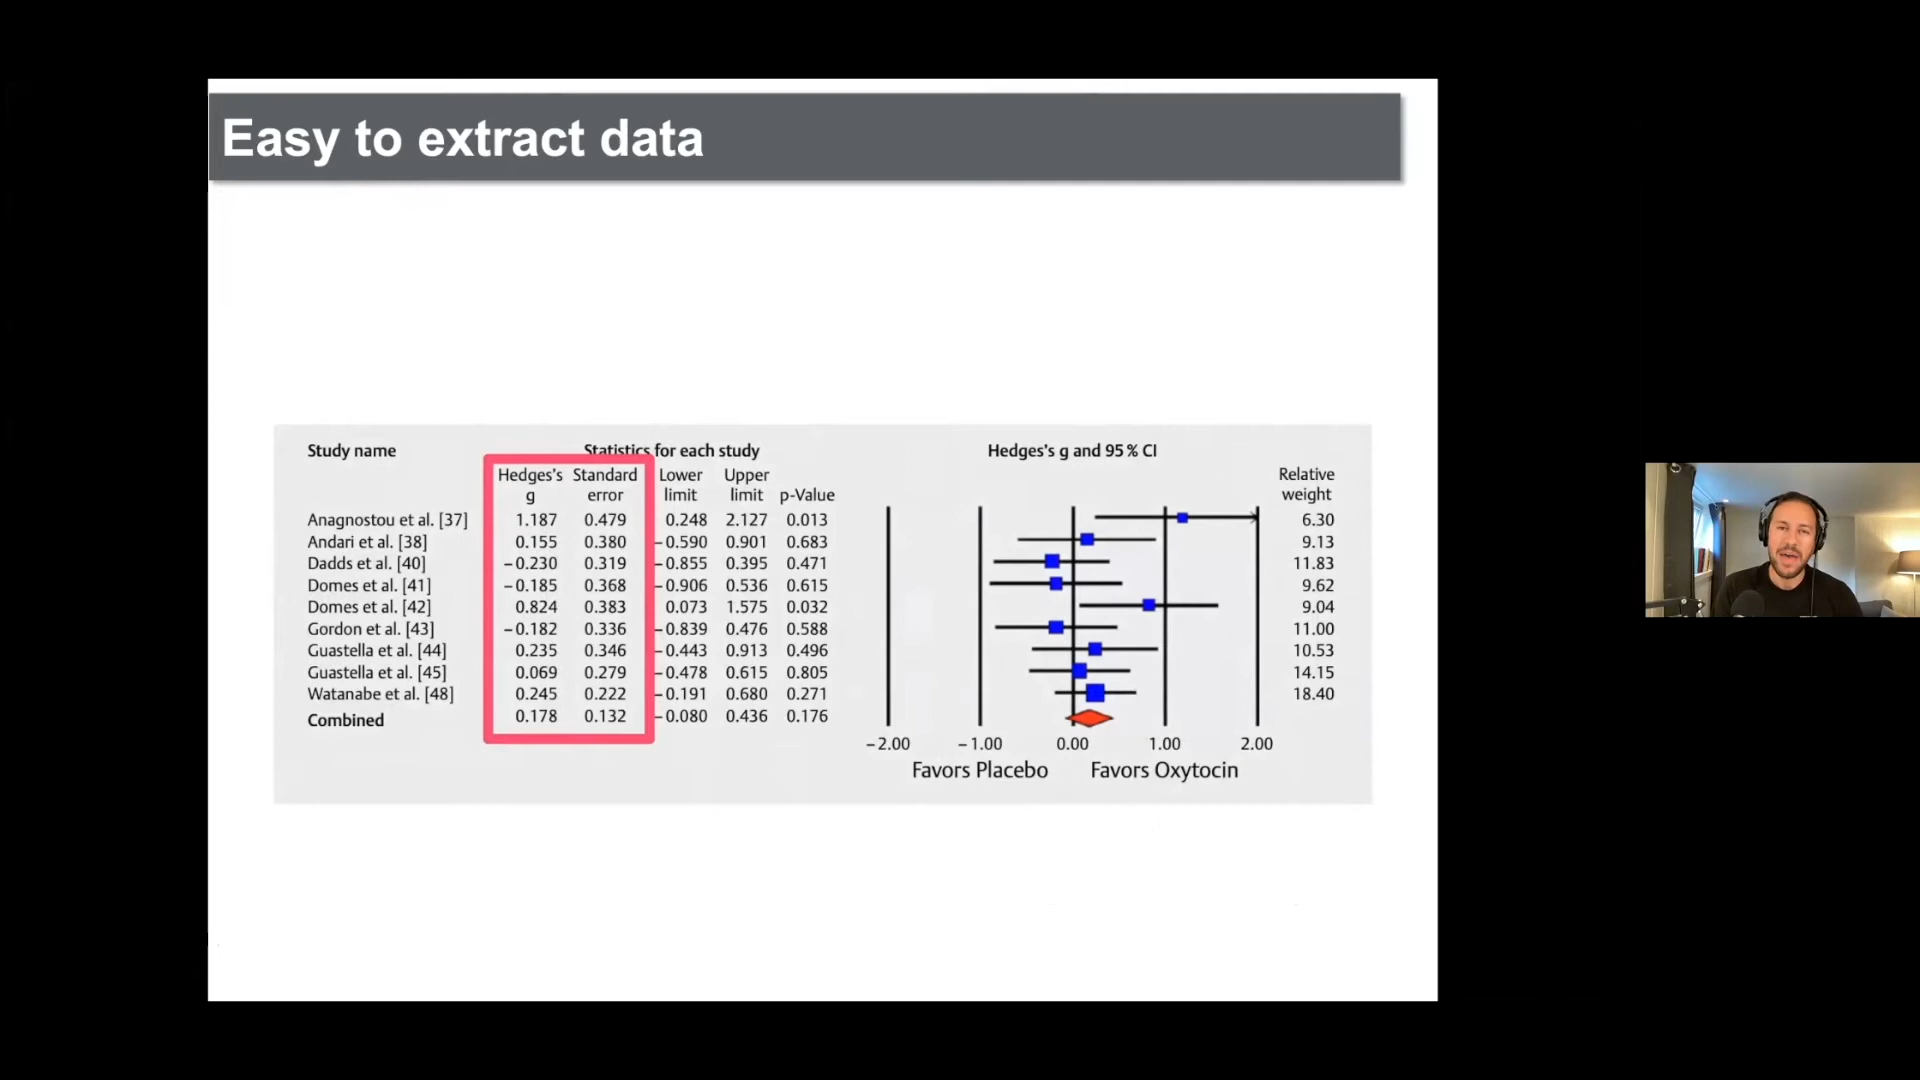 Easy to extract data
Study name Statistics for each study Hedges's g and 95 % CI
Hedges's Standard Lower Upper Relative
g error limit limit p-Value weight
Anagnostou et al. [37] 1.187 0.479 0.248 2.127 0.013 6.30
Andari et al. [38] 0.155 0.380 −0.590 0.901 0.683 9.13
Dadds et al. [40] −0.230 0.319 −0.855 0.395 0.471 11.83
Domes et al. [41] −0.185 0.368 −0.906 0.536 0.615 9.62
Domes et al. [42] 0.824 0.383 0.073 1.575 0.032 9.04
Gordon et al. [43] −0.182 0.336 −0.839 0.476 0.588 11.00
Guastella et al. [44] 0.235 0.346 −0.443 0.913 0.496 10.53
Guastella et al. [45] 0.069 0.279 −0.478 0.615 0.805 14.15
Watanabe et al. [48] 0.245 0.222 −0.191 0.680 0.271 18.40
Combined 0.178 0.132 −0.080 0.436 0.176
−2.00 −1.00 0.00 1.00 2.00
Favors Placebo Favors Oxytocin